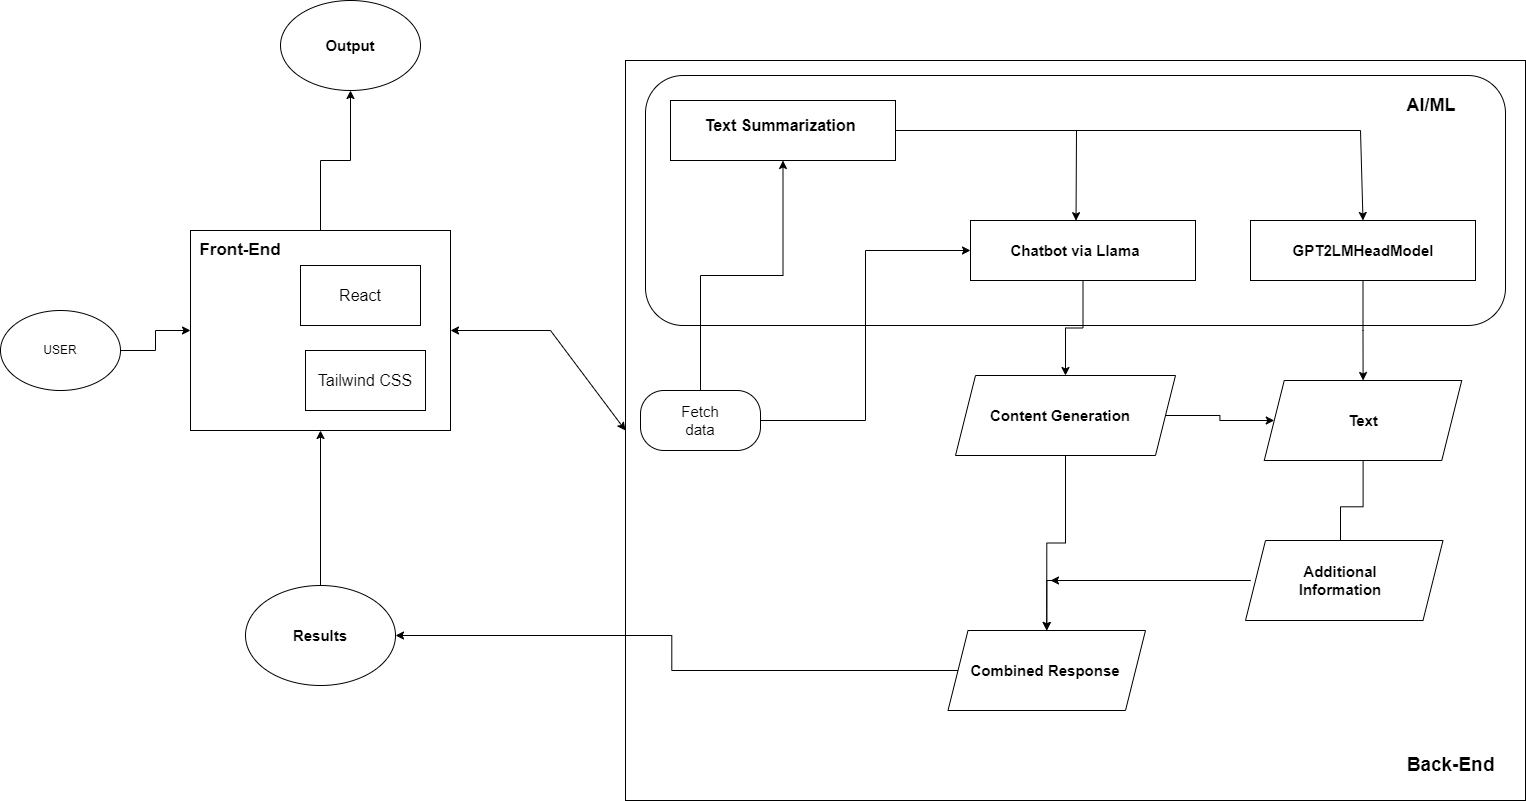 Output
AI/ML
Text Summarization
Front-End
React
Chatbot via Llama
GPT2LMHeadModel
USER
Tailwind CSS
Fetch
data
Content Generation
Text
Additional
Information
Results
Combined Response
Back-End